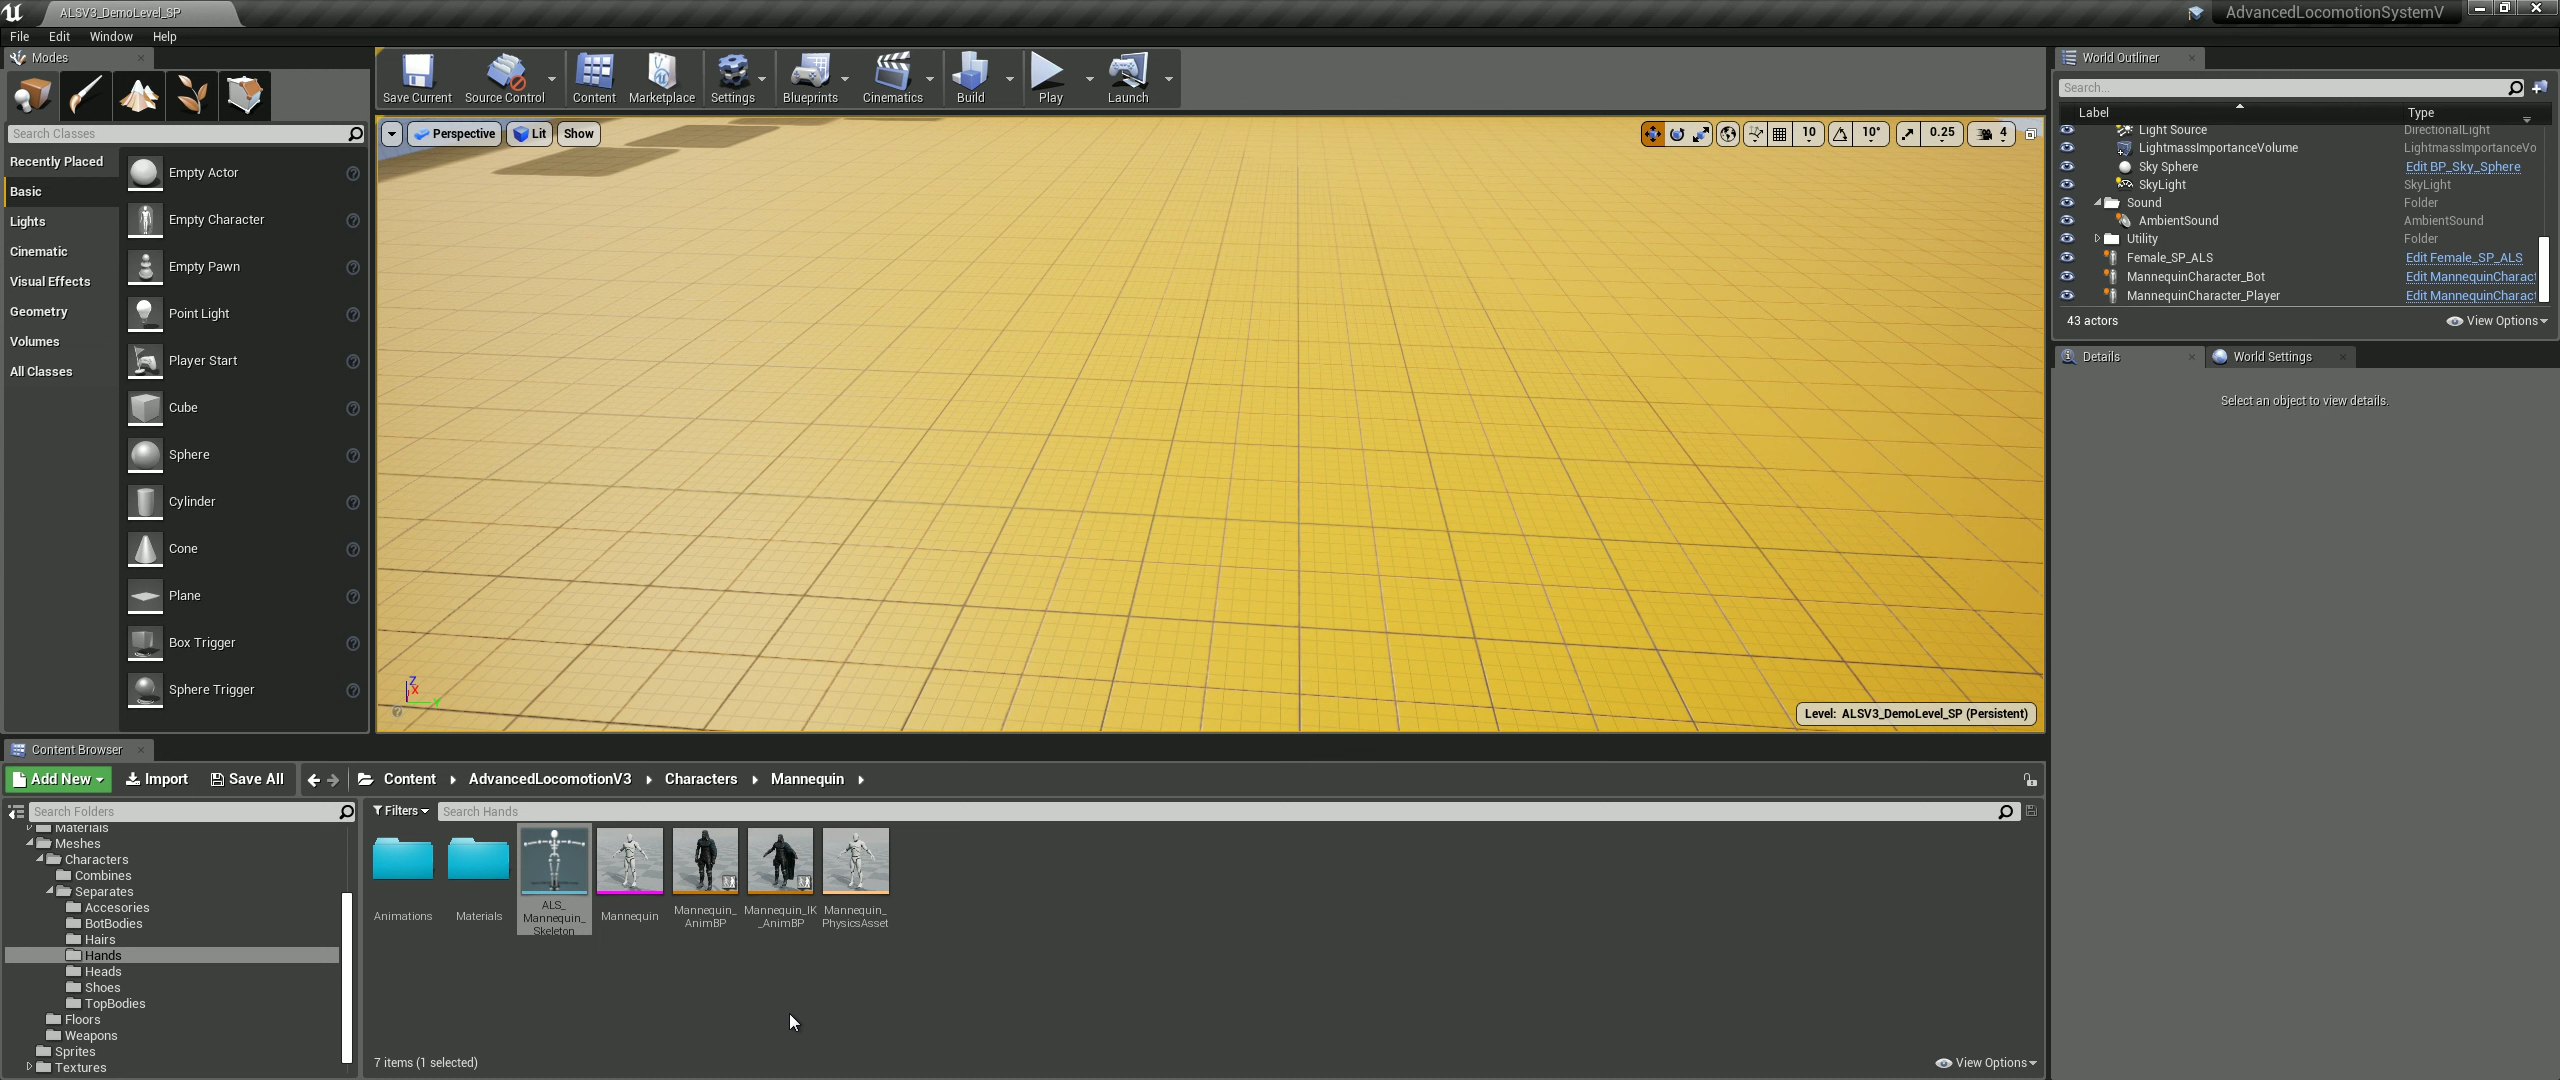 ALSV3_DemoLevel_SP
AdvancedLocomotionSystemV
File Edit Window Help
Modes
Search Classes
Recently Placed
Basic
Lights
Cinematic
Visual Effects
Geometry
Volumes
All Classes
Empty Actor
Empty Character
Empty Pawn
Point Light
Player Start
Cube
Sphere
Cylinder
Cone
Plane
Box Trigger
Sphere Trigger
Save Current
Source Control
Content
Marketplace
Settings
Blueprints
Cinematics
Build
Play
Launch
Perspective
Lit
Show
10
10°
0.25
4
Z
X
Y
Level: ALSV3_DemoLevel_SP (Persistent)
World Outliner
Search...
Label Type
Light Source DirectionalLight
LightmassImportanceVolume LightmassImportanceVo
Sky Sphere Edit BP_Sky_Sphere
SkyLight SkyLight
Sound Folder
AmbientSound AmbientSound
Utility Folder
Female_SP_ALS Edit Female_SP_ALS
MannequinCharacter_Bot Edit MannequinCharact
MannequinCharacter_Player Edit MannequinCharact
43 actors
View Options
Details
World Settings
Select an object to view details.
Content Browser
Add New
Import
Save All
Content
AdvancedLocomotionV3
Characters
Mannequin
Search Folders
Materials
Meshes
Characters
Combines
Separates
Accesories
BotBodies
Hairs
Hands
Heads
Shoes
TopBodies
Floors
Weapons
Sprites
Textures
Filters
Search Hands
Animations
Materials
ALS_
Mannequin_
Skeleton
Mannequin
Mannequin_
AnimBP
Mannequin_IK
_AnimBP
Mannequin_
PhysicsAsset
7 items (1 selected)
View Options